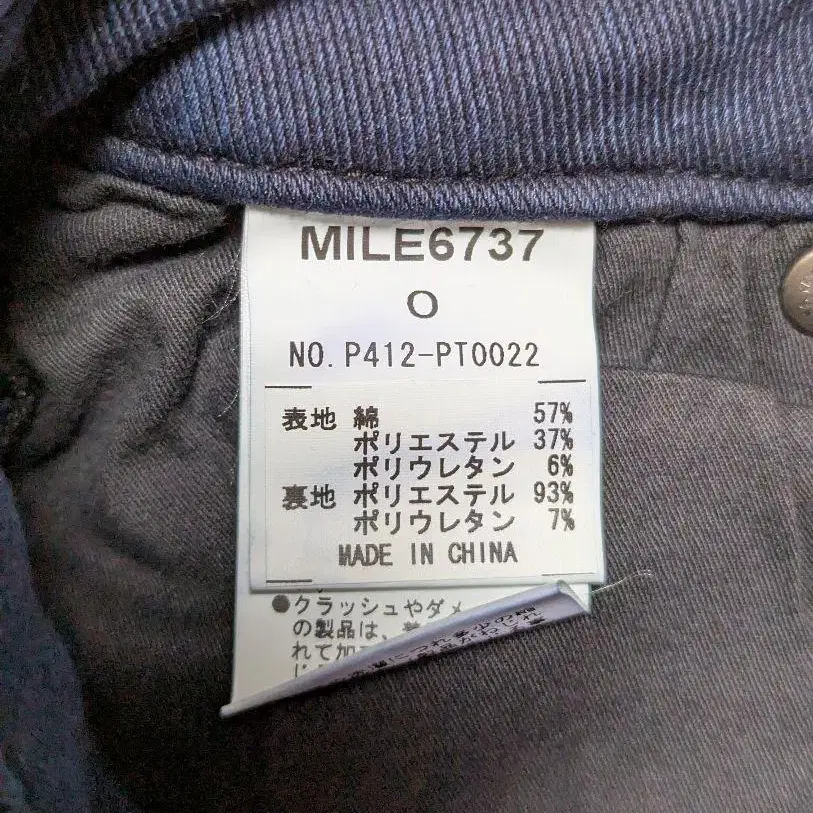 MILE6737
O
NO. P412-PT0022
表地 綿 57%
ポリエステル 37%
ポリウレタン 6%
裏地 ポリエステル 93%
ポリウレタン 7%
MADE IN CHINA
●クラッシュやダメ
の製品は、
れて加